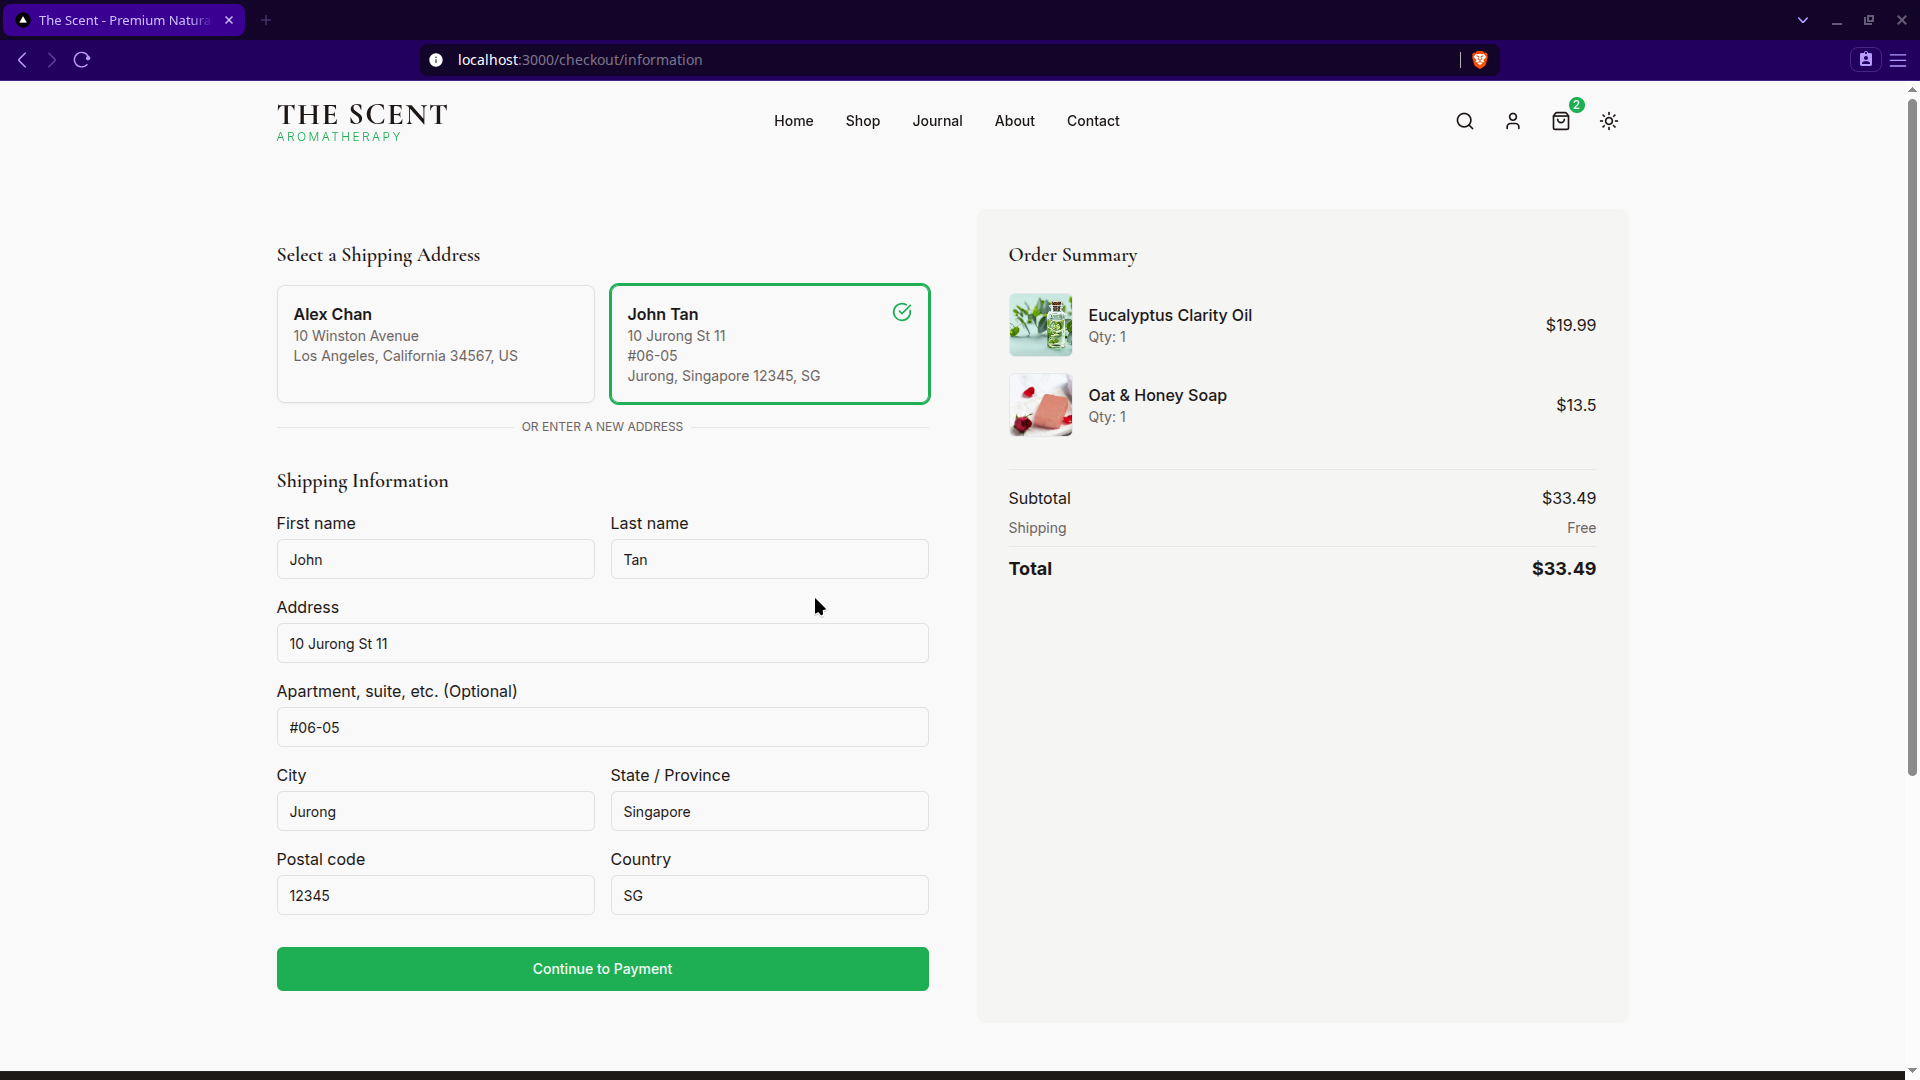 The Scent - Premium Natura
localhost:3000/checkout/information
THE SCENT
AROMATHERAPY
Home
Shop
Journal
About
Contact
2
Select a Shipping Address
Alex Chan
10 Winston Avenue
Los Angeles, California 34567, US
John Tan
10 Jurong St 11
#06-05
Jurong, Singapore 12345, SG
OR ENTER A NEW ADDRESS
Shipping Information
First name
John
Last name
Tan
Address
10 Jurong St 11
Apartment, suite, etc. (Optional)
#06-05
City
Jurong
State / Province
Singapore
Postal code
12345
Country
SG
Continue to Payment
Order Summary
Eucalyptus Clarity Oil
Qty: 1
$19.99
Oat & Honey Soap
Qty: 1
$13.5
Subtotal
$33.49
Shipping
Free
Total
$33.49